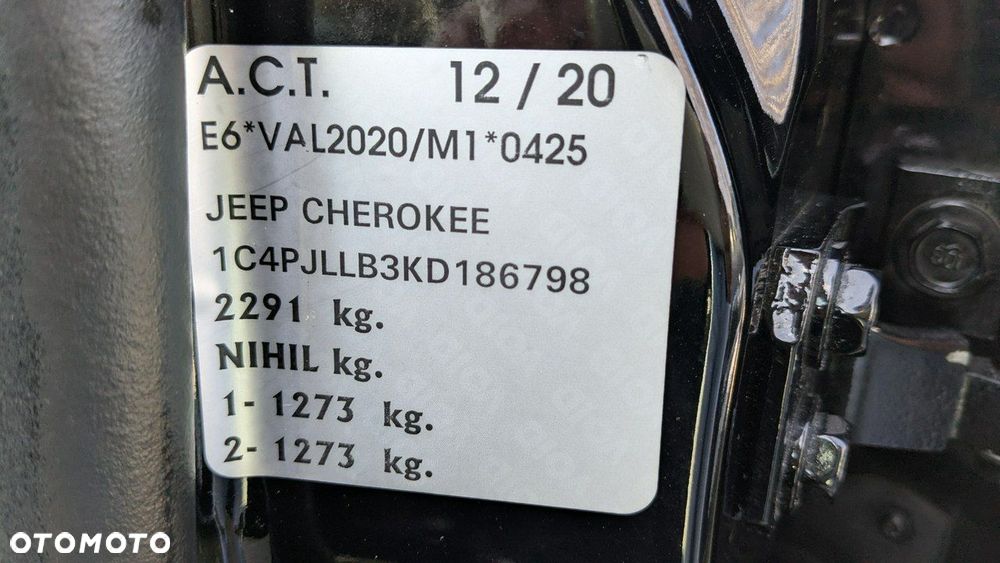 A.C.T. 12 / 20
E6*VAL2020/M1*0425
JEEP CHEROKEE
1C4PJLLB3KD186798
2291 kg.
NIHIL kg.
1- 1273 kg.
2- 1273 kg.
OTOMOTO